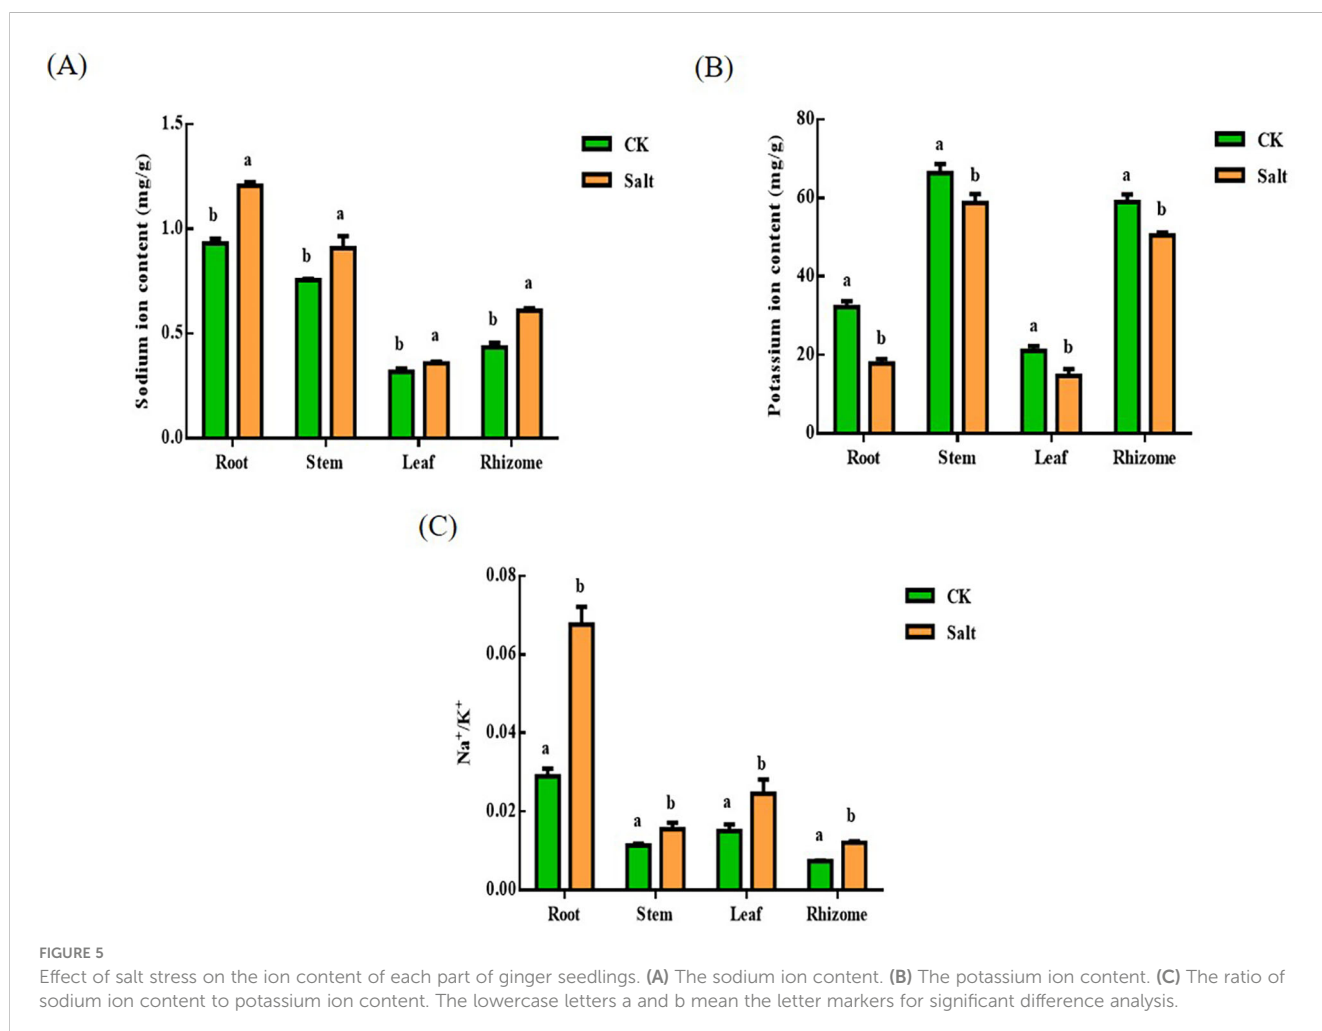 (A)
Sodium ion content (mg/g)
1.5
1.0
0.5
0.0
b
a
b
a
b
a
b
a
Root
Stem
Leaf
Rhizome
CK
Salt
(B)
Potassium ion content (mg/g)
80
60
40
20
0
a
b
a
b
a
b
a
b
Root
Stem
Leaf
Rhizome
CK
Salt
(C)
Na⁺/K⁺
0.08
0.06
0.04
0.02
0.00
a
b
a
b
a
b
a
b
Root
Stem
Leaf
Rhizome
CK
Salt
FIGURE 5
Effect of salt stress on the ion content of each part of ginger seedlings. (A) The sodium ion content. (B) The potassium ion content. (C) The ratio of
sodium ion content to potassium ion content. The lowercase letters a and b mean the letter markers for significant difference analysis.